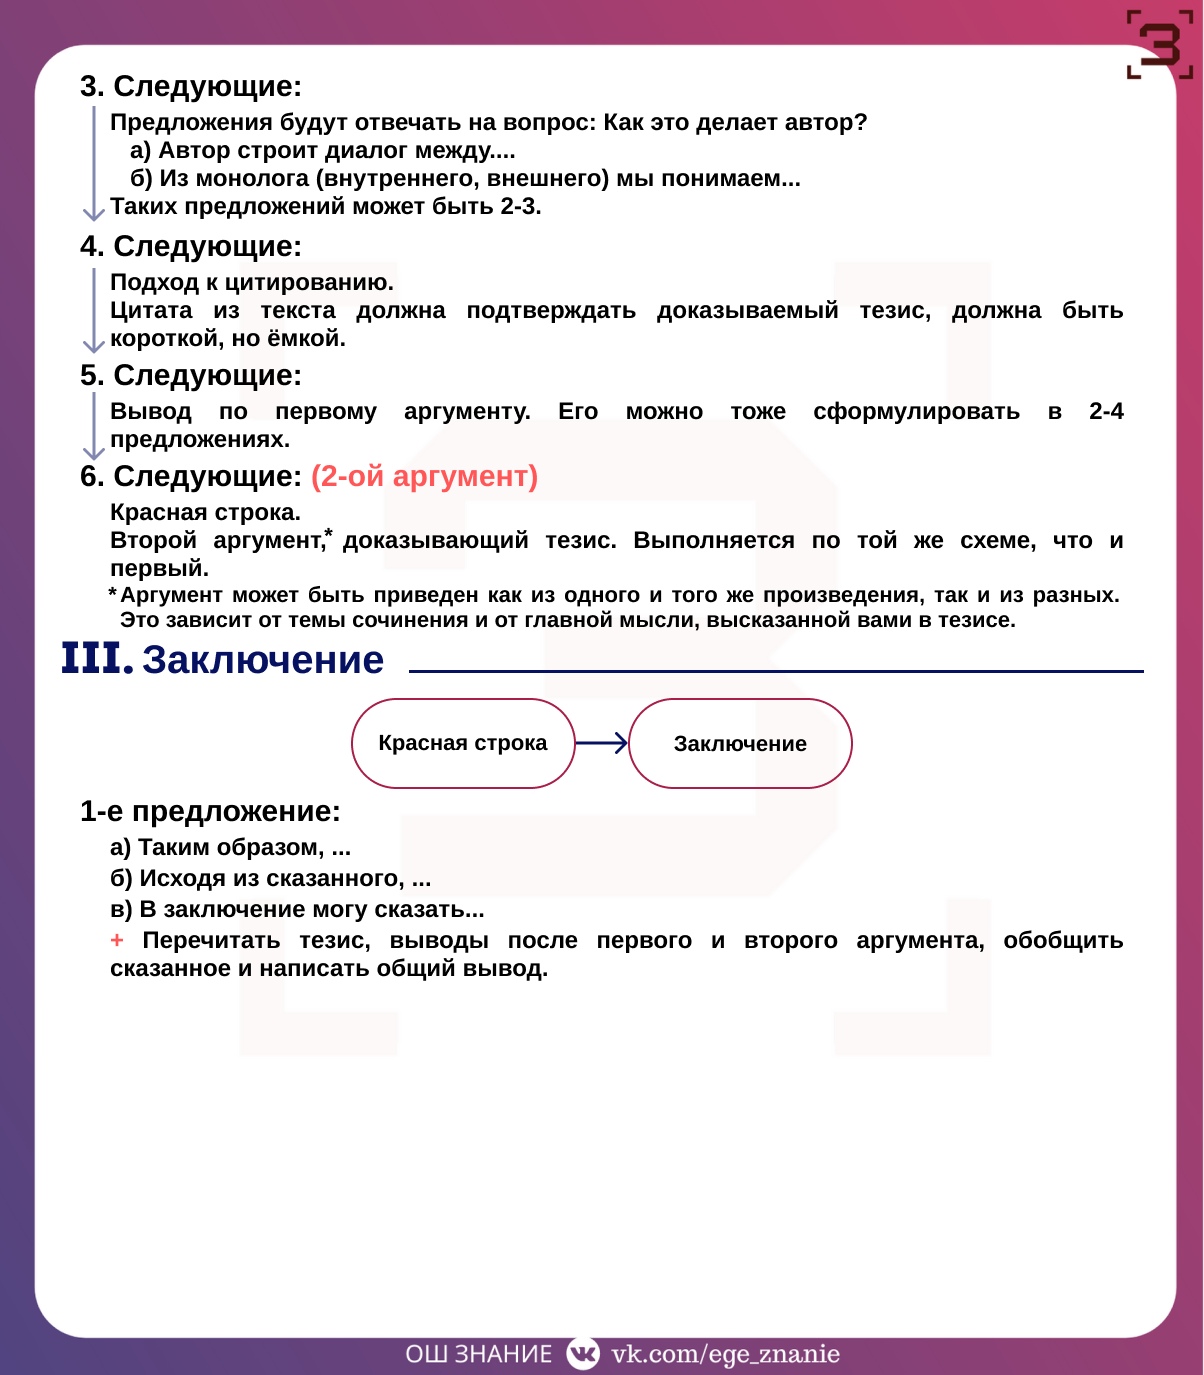 З
3. Следующие:
Предложения будут отвечать на вопрос: Как это делает автор?
а) Автор строит диалог между....
б) Из монолога (внутреннего, внешнего) мы понимаем...
Таких предложений может быть 2-3.
4. Следующие:
Подход к цитированию.
Цитата из текста должна подтверждать доказываемый тезис, должна быть
короткой, но ёмкой.
5. Следующие:
Вывод по первому аргументу. Его можно тоже сформулировать в 2-4
предложениях.
6. Следующие: (2-ой аргумент)
Красная строка.
Второй аргумент,* доказывающий тезис. Выполняется по той же схеме, что и
первый.
* Аргумент может быть приведен как из одного и того же произведения, так и из разных.
Это зависит от темы сочинения и от главной мысли, высказанной вами в тезисе.
III. Заключение
Красная строка
Заключение
1-е предложение:
а) Таким образом, ...
б) Исходя из сказанного, ...
в) В заключение могу сказать...
+ Перечитать тезис, выводы после первого и второго аргумента, обобщить
сказанное и написать общий вывод.
ОШ ЗНАНИЕ vk.com/ege_znanie